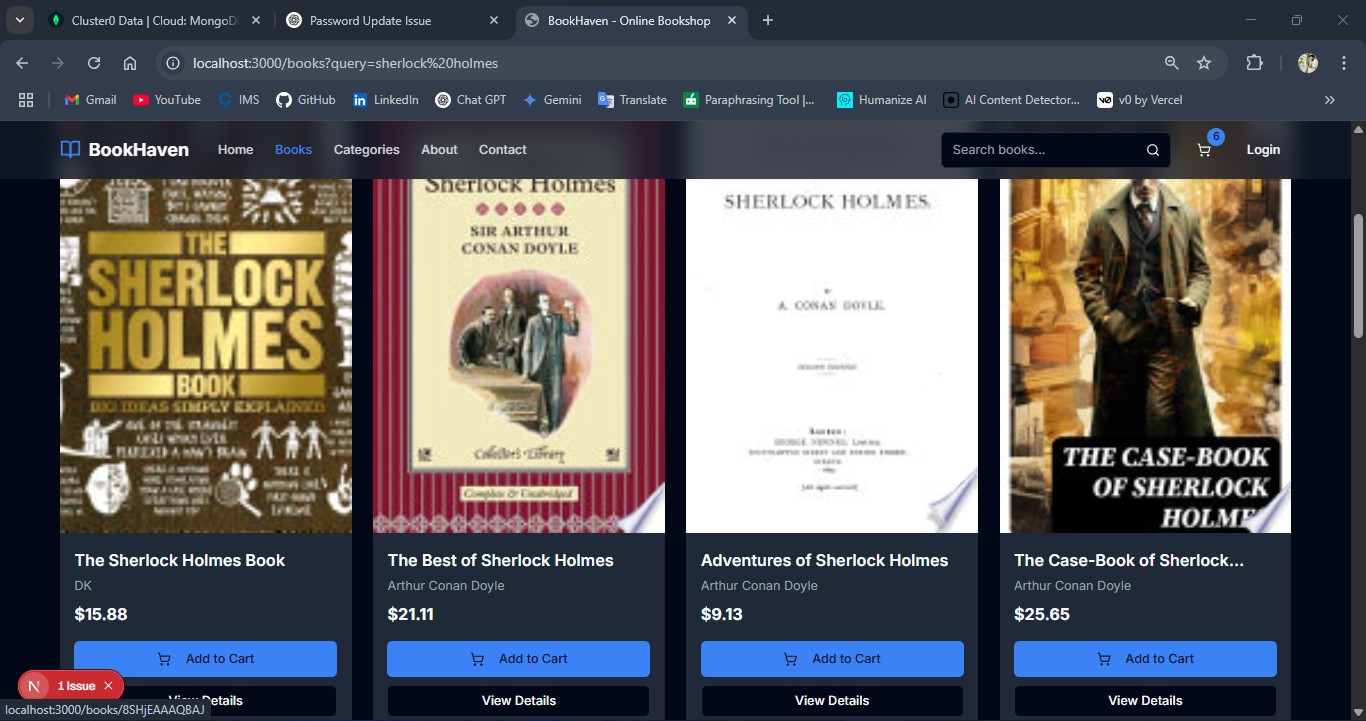 Cluster0 Data | Cloud: MongoD
Password Update Issue
BookHaven - Online Bookshop
localhost:3000/books?query=sherlock%20holmes
Gmail
YouTube
IMS
GitHub
LinkedIn
Chat GPT
Gemini
Translate
Paraphrasing Tool |...
Humanize AI
AI Content Detector...
v0 by Vercel
BookHaven
Home
Books
Categories
About
Contact
Search books...
6
Login
THE
SHERLOCK
HOLMES
BOOK
BIG IDEAS SIMPLY EXPLAINED
Sherlock Holmes
SIR ARTHUR
CONAN DOYLE
Collector's Library
Complete & Unabridged
SHERLOCK HOLMES.
BY
A. CONAN DOYLE.
THE CASE-BOOK
OF SHERLOCK
HOLMES
The Sherlock Holmes Book
DK
$15.88
Add to Cart
View Details
The Best of Sherlock Holmes
Arthur Conan Doyle
$21.11
Add to Cart
View Details
Adventures of Sherlock Holmes
Arthur Conan Doyle
$9.13
Add to Cart
View Details
The Case-Book of Sherlock...
Arthur Conan Doyle
$25.65
Add to Cart
View Details
N
1 Issue
localhost:3000/books/8SHjEAAAQBAJ